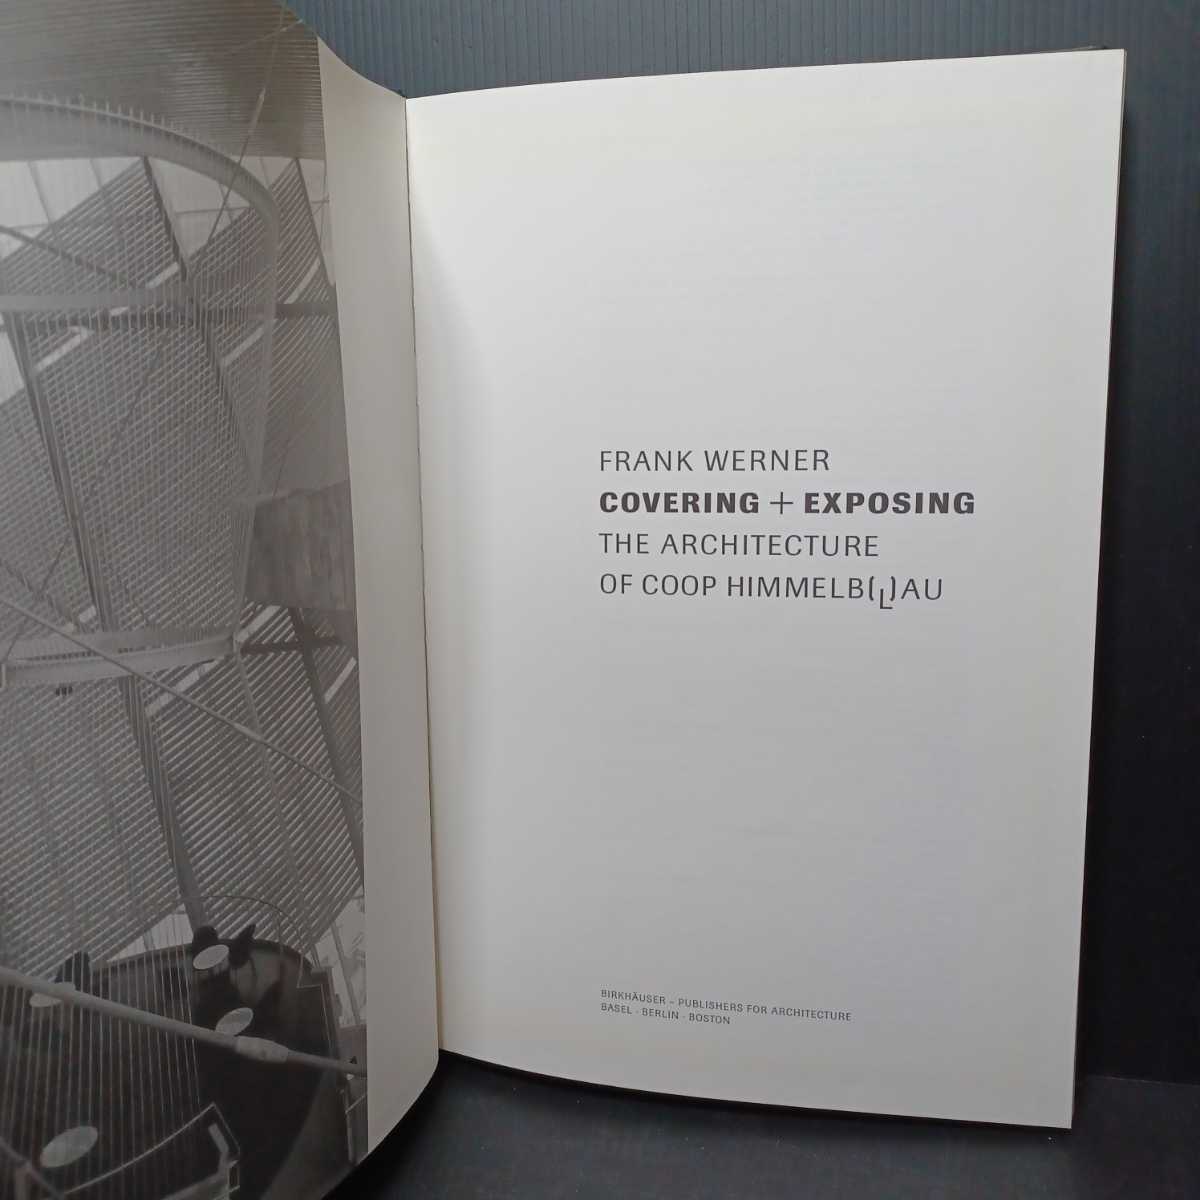 FRANK WERNER
COVERING + EXPOSING
THE ARCHITECTURE
OF COOP HIMMELB(L)AU
BIRKHÄUSER – PUBLISHERS FOR ARCHITECTURE
BASEL · BERLIN · BOSTON